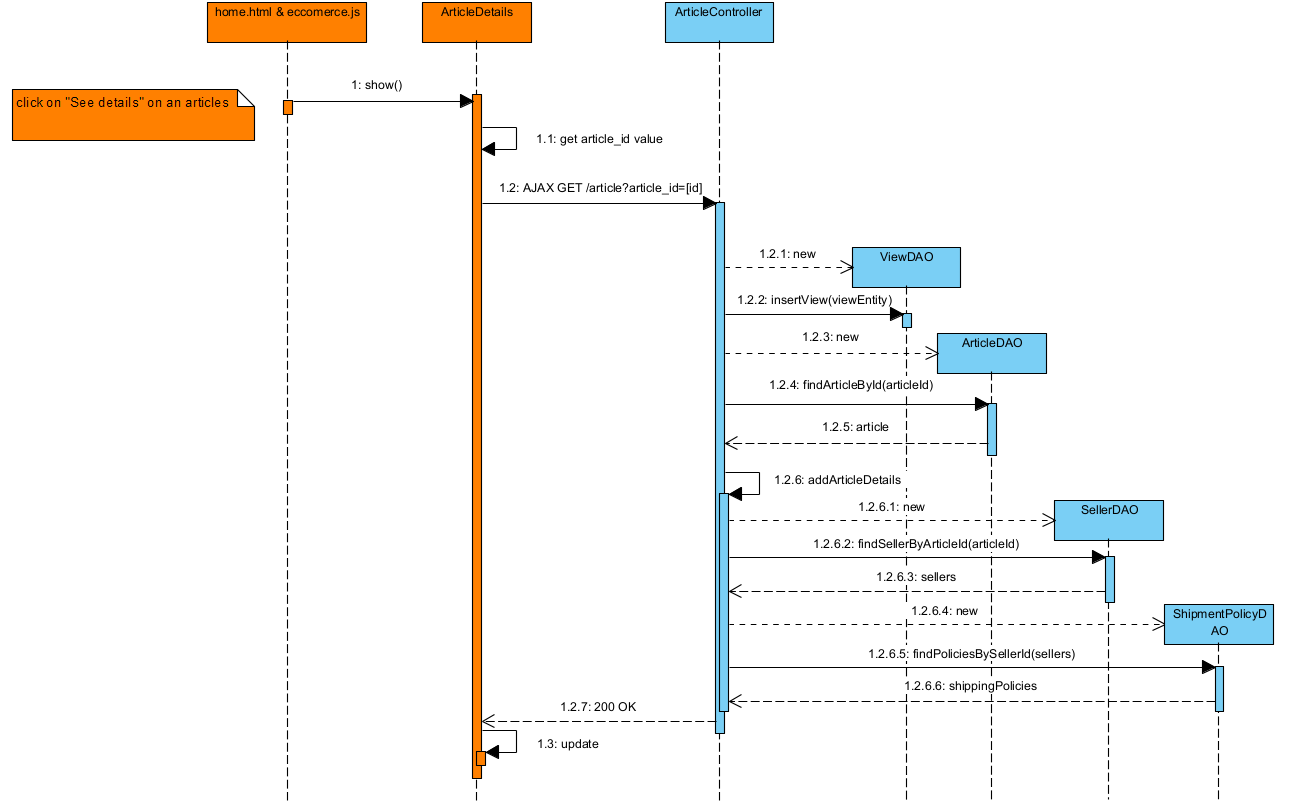 home.html & eccomerce.js
ArticleDetails
ArticleController
click on "See details" on an articles
1: show()
1.1: get article_id value
1.2: AJAX GET /article?article_id=[id]
1.2.1: new
ViewDAO
1.2.2: insertView(viewEntity)
1.2.3: new
ArticleDAO
1.2.4: findArticleById(articleId)
1.2.5: article
1.2.6: addArticleDetails
1.2.6.1: new
SellerDAO
1.2.6.2: findSellerByArticleId(articleId)
1.2.6.3: sellers
1.2.6.4: new
ShipmentPolicyD
AO
1.2.6.5: findPoliciesBySellerId(sellers)
1.2.6.6: shippingPolicies
1.2.7: 200 OK
1.3: update